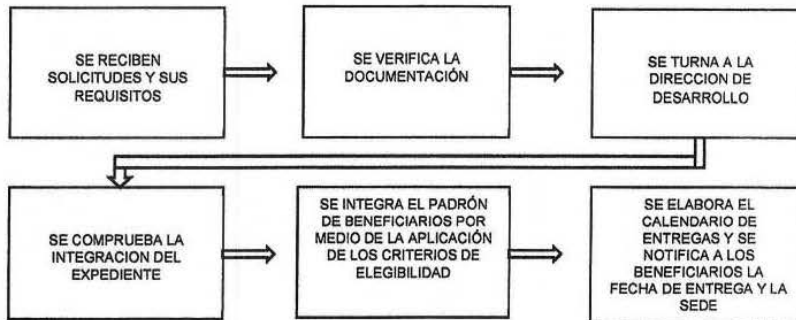 SE RECIBEN
SOLICITUDES Y SUS
REQUISITOS
SE VERIFICA LA
DOCUMENTACIÓN
SE TURNA A LA
DIRECCION DE
DESARROLLO
SE COMPRUEBA LA
INTEGRACION DEL
EXPEDIENTE
SE INTEGRA EL PADRÓN
DE BENEFICIARIOS POR
MEDIO DE LA APLICACIÓN
DE LOS CRITERIOS DE
ELEGIBILIDAD
SE ELABORA EL
CALENDARIO DE
ENTREGAS Y SE
NOTIFICA A LOS
BENEFICIARIOS LA
FECHA DE ENTREGA Y LA
SEDE